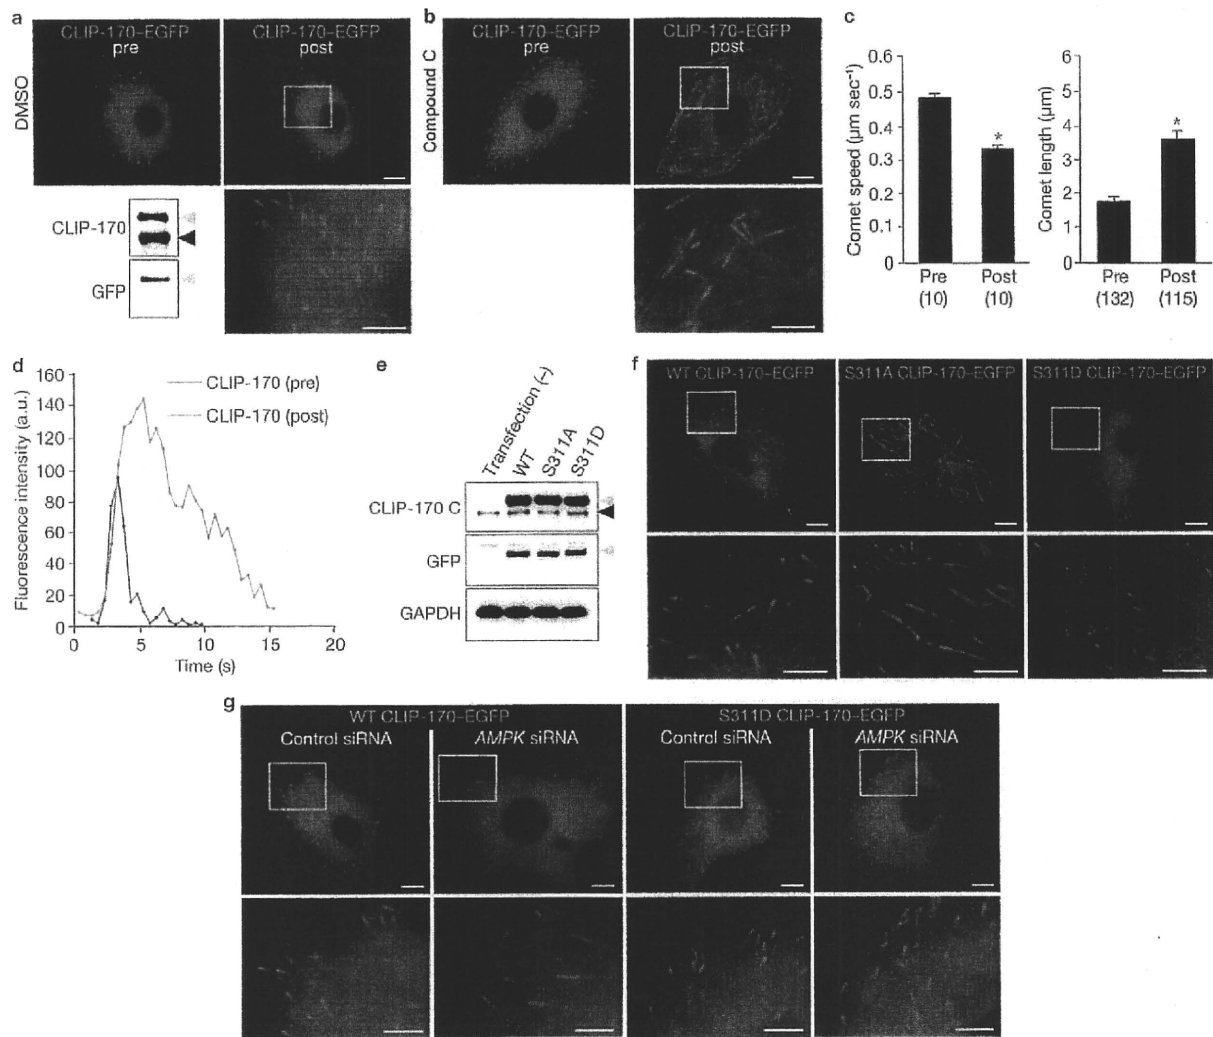 a
CLIP-170-EGFP
pre
CLIP-170-EGFP
post
DMSO
CLIP-170
GFP
b
CLIP-170-EGFP
pre
CLIP-170-EGFP
post
Compound C
c
Comet speed (µm sec⁻¹)
0.6
0.5
0.4
0.3
0.2
0.1
0
*
Pre
(10)
Post
(10)
Comet length (µm)
6
5
4
3
2
1
0
*
Pre
(132)
Post
(115)
d
Fluorescence intensity (a.u.)
160
140
120
100
80
60
40
20
0
CLIP-170 (pre)
CLIP-170 (post)
0
5
10
15
20
Time (s)
e
Transfection (–)
WT
S311A
S311D
CLIP-170 C
GFP
GAPDH
f
WT CLIP-170-EGFP
S311A CLIP-170-EGFP
S311D CLIP-170-EGFP
g
WT CLIP-170-EGFP
S311D CLIP-170-EGFP
Control siRNA
AMPK siRNA
Control siRNA
AMPK siRNA